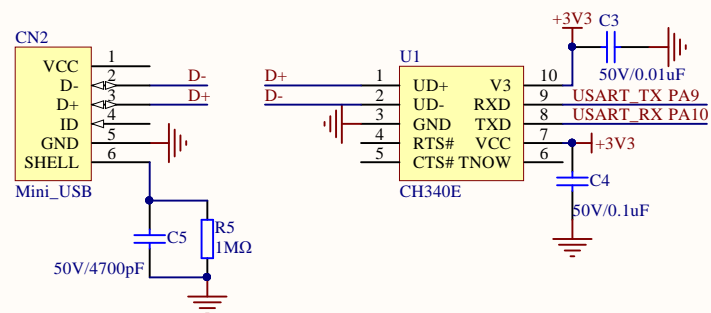 CN2
VCC 1
D- 2 D-
D+ 3 D+
ID 4
GND 5
SHELL 6
Mini_USB
C5
50V/4700pF
R5
1MΩ
U1
D+ 1 UD+
D- 2 UD-
3 GND
4 RTS#
5 CTS#
V3 10
RXD 9 USART_TX PA9
TXD 8 USART_RX PA10
VCC 7 +3V3
TNOW 6
CH340E
+3V3
C3
50V/0.01uF
C4
50V/0.1uF